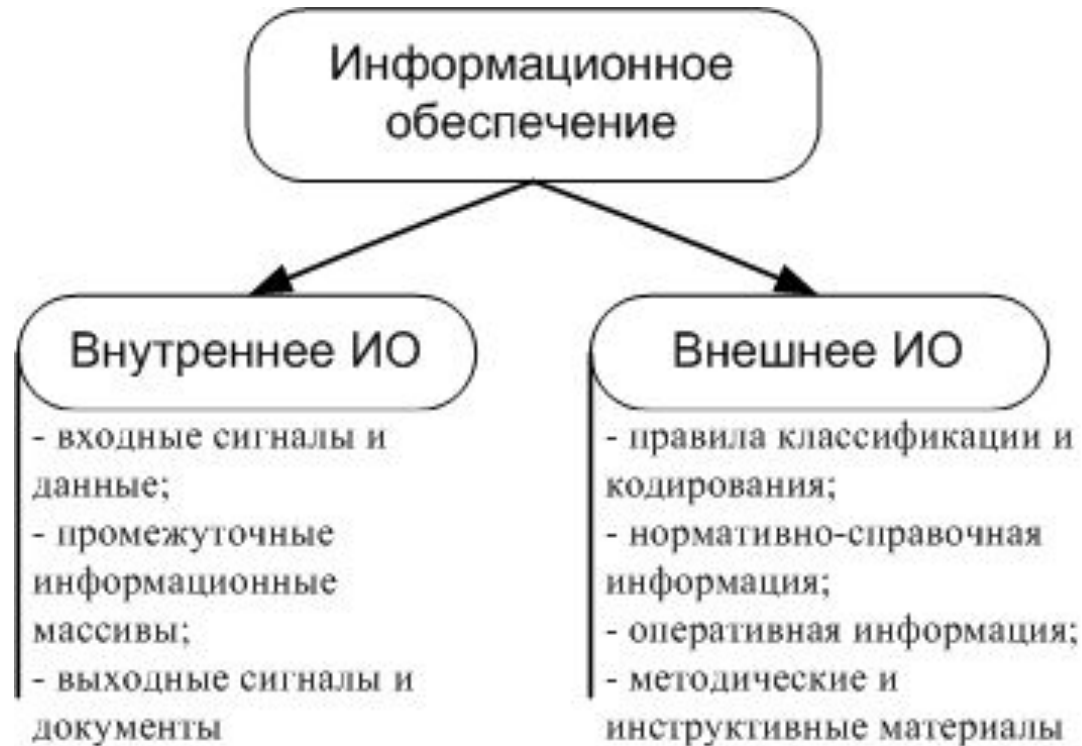 Информационное
обеспечение
Внутреннее ИО
- входные сигналы и
данные;
- промежуточные
информационные
массивы;
- выходные сигналы и
документы
Внешнее ИО
- правила классификации и
кодирования;
- нормативно-справочная
информация;
- оперативная информация;
- методические и
инструктивные материалы